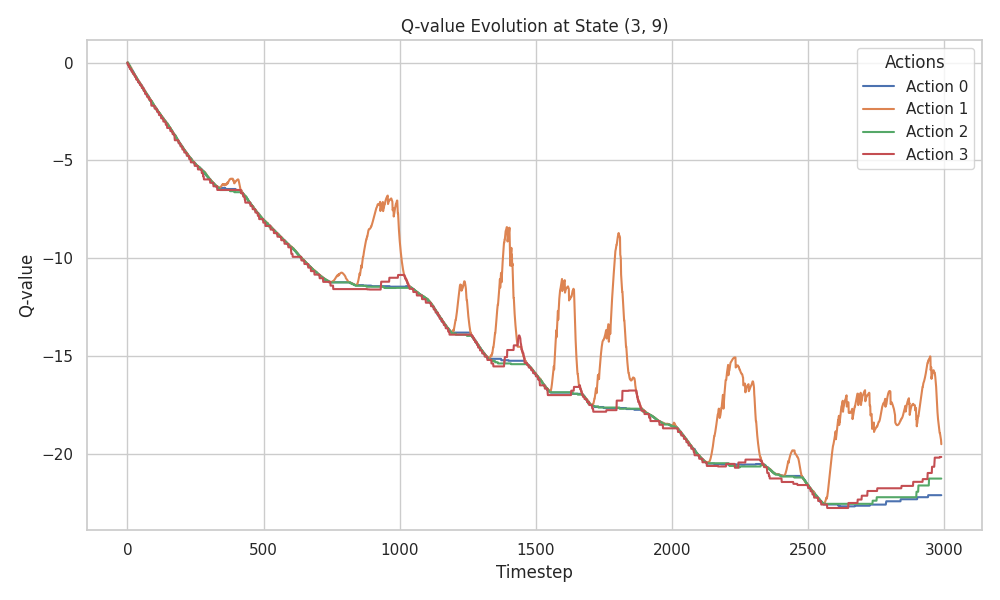 Q-value Evolution at State (3, 9)
Q-value
0
−5
−10
−15
−20
0
500
1000
1500
2000
2500
3000
Timestep
Actions
Action 0
Action 1
Action 2
Action 3